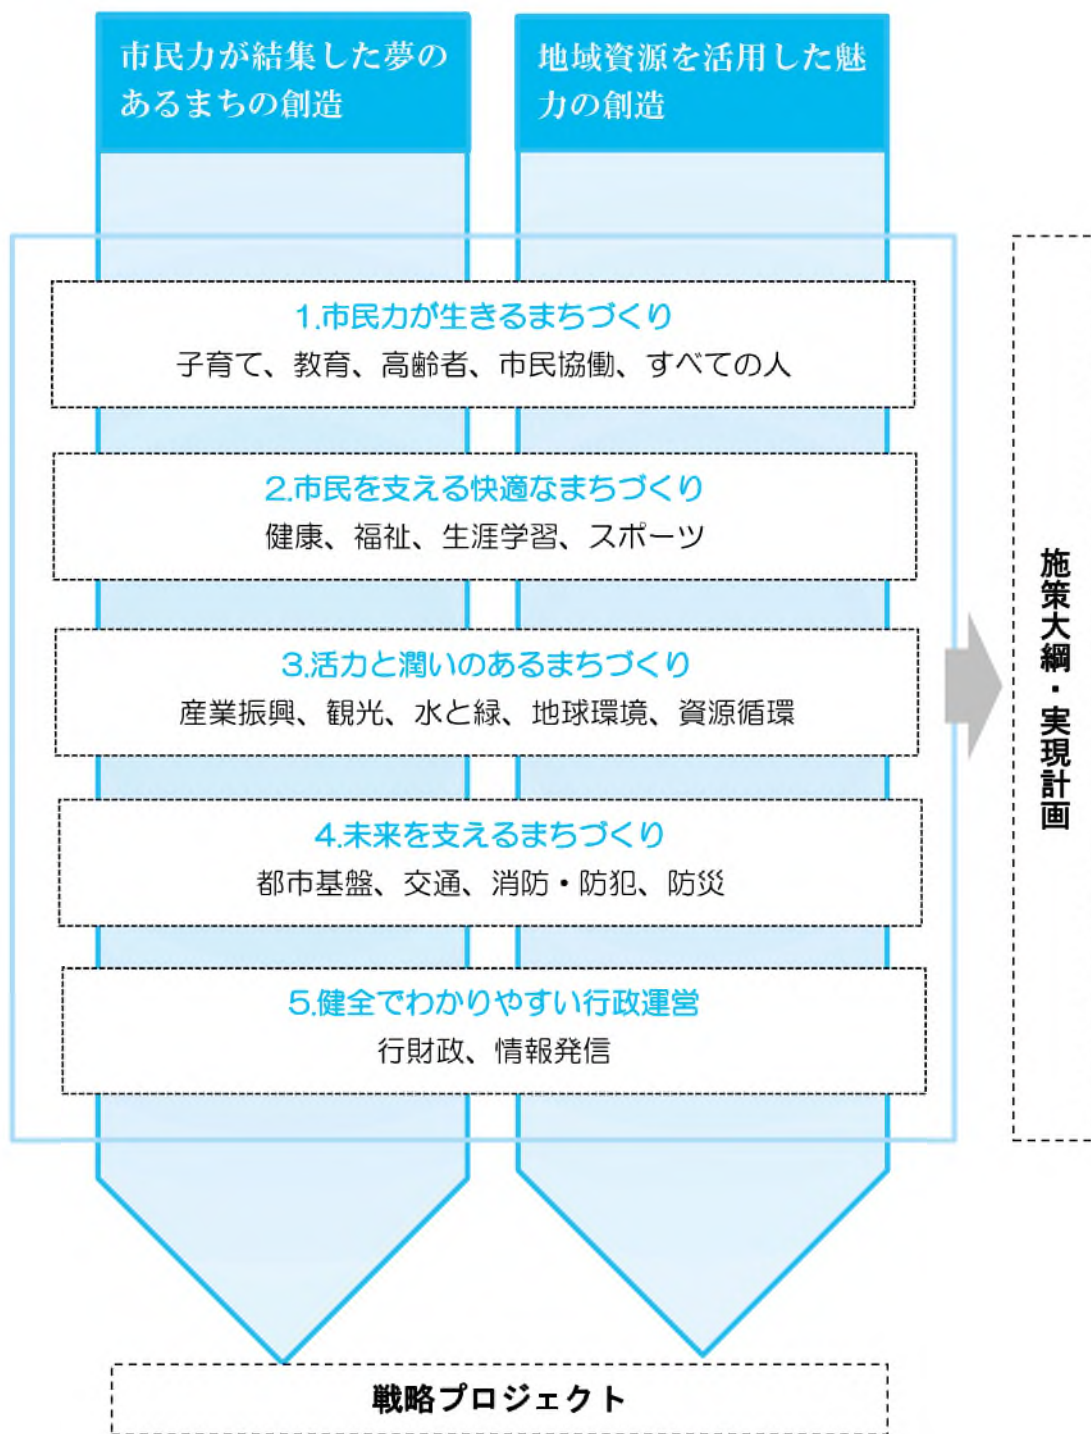 市民力が結集した夢の
あるまちの創造
地域資源を活用した魅
力の創造
1.市民力が生きるまちづくり
子育て、教育、高齢者、市民協働、すべての人
2.市民を支える快適なまちづくり
健康、福祉、生涯学習、スポーツ
3.活力と潤いのあるまちづくり
産業振興、観光、水と緑、地球環境、資源循環
4.未来を支えるまちづくり
都市基盤、交通、消防・防犯、防災
5.健全でわかりやすい行政運営
行財政、情報発信
施策大綱・実現計画
戦略プロジェクト